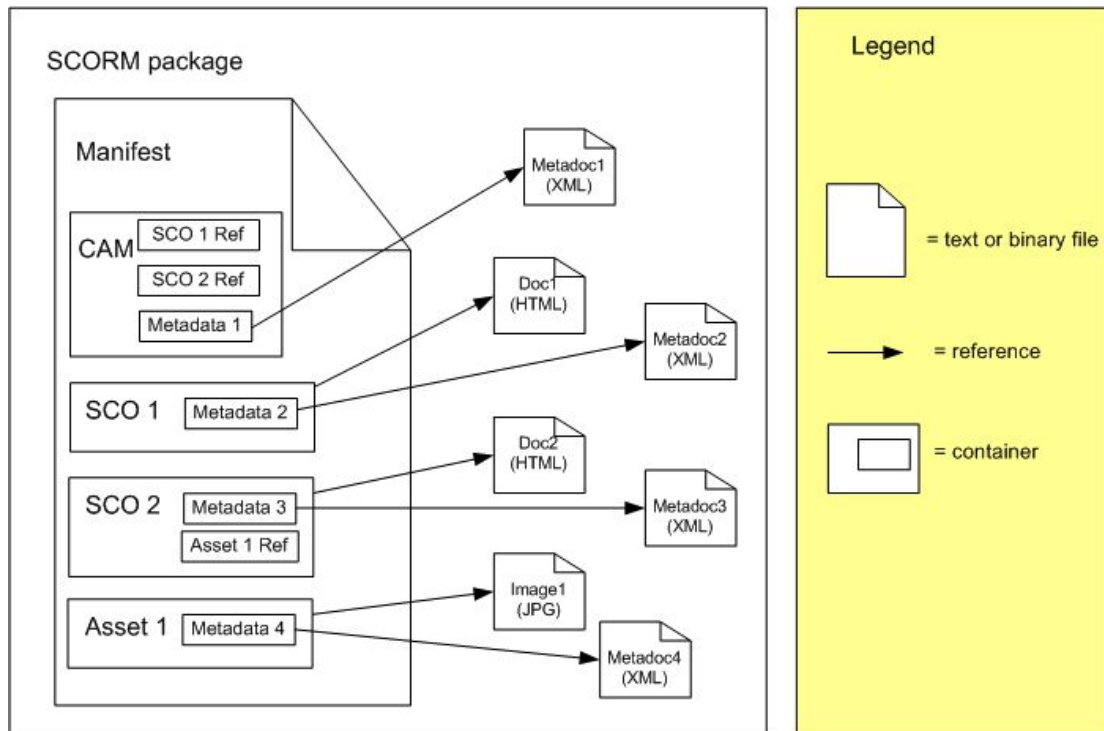 SCORM package
Manifest
CAM
SCO 1 Ref
SCO 2 Ref
Metadata 1
SCO 1
Metadata 2
SCO 2
Metadata 3
Asset 1 Ref
Asset 1
Metadata 4
Metadoc1
(XML)
Doc1
(HTML)
Metadoc2
(XML)
Doc2
(HTML)
Metadoc3
(XML)
Image1
(JPG)
Metadoc4
(XML)
Legend
= text or binary file
= reference
= container